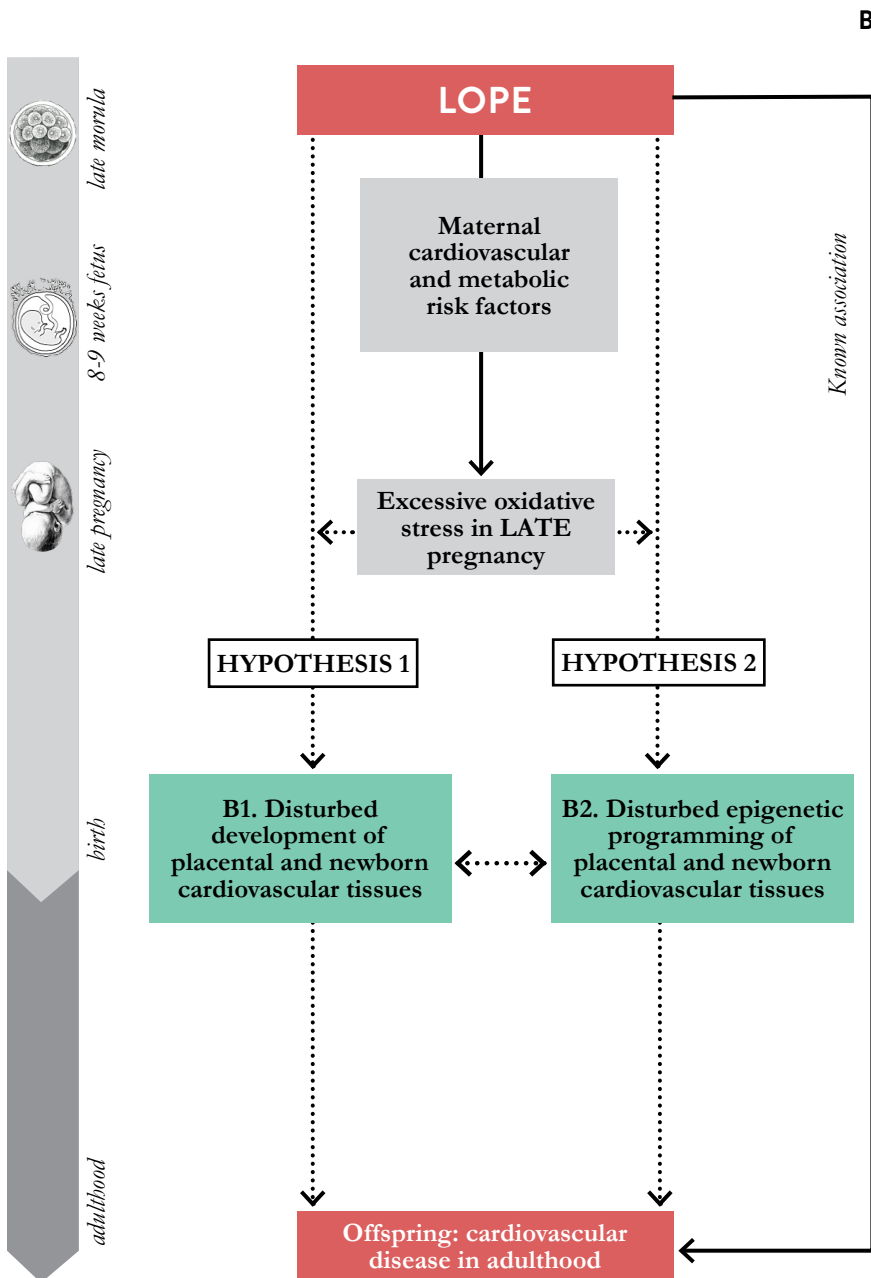 B
LOPE
late morula
Maternal
cardiovascular
and metabolic
risk factors
Known association
8-9 weeks fetus
late pregnancy
Excessive oxidative
stress in LATE
pregnancy
HYPOTHESIS 1
HYPOTHESIS 2
birth
B1. Disturbed
development of
placental and newborn
cardiovascular tissues
B2. Disturbed epigenetic
programming of
placental and newborn
cardiovascular tissues
adulthood
Offspring: cardiovascular
disease in adulthood